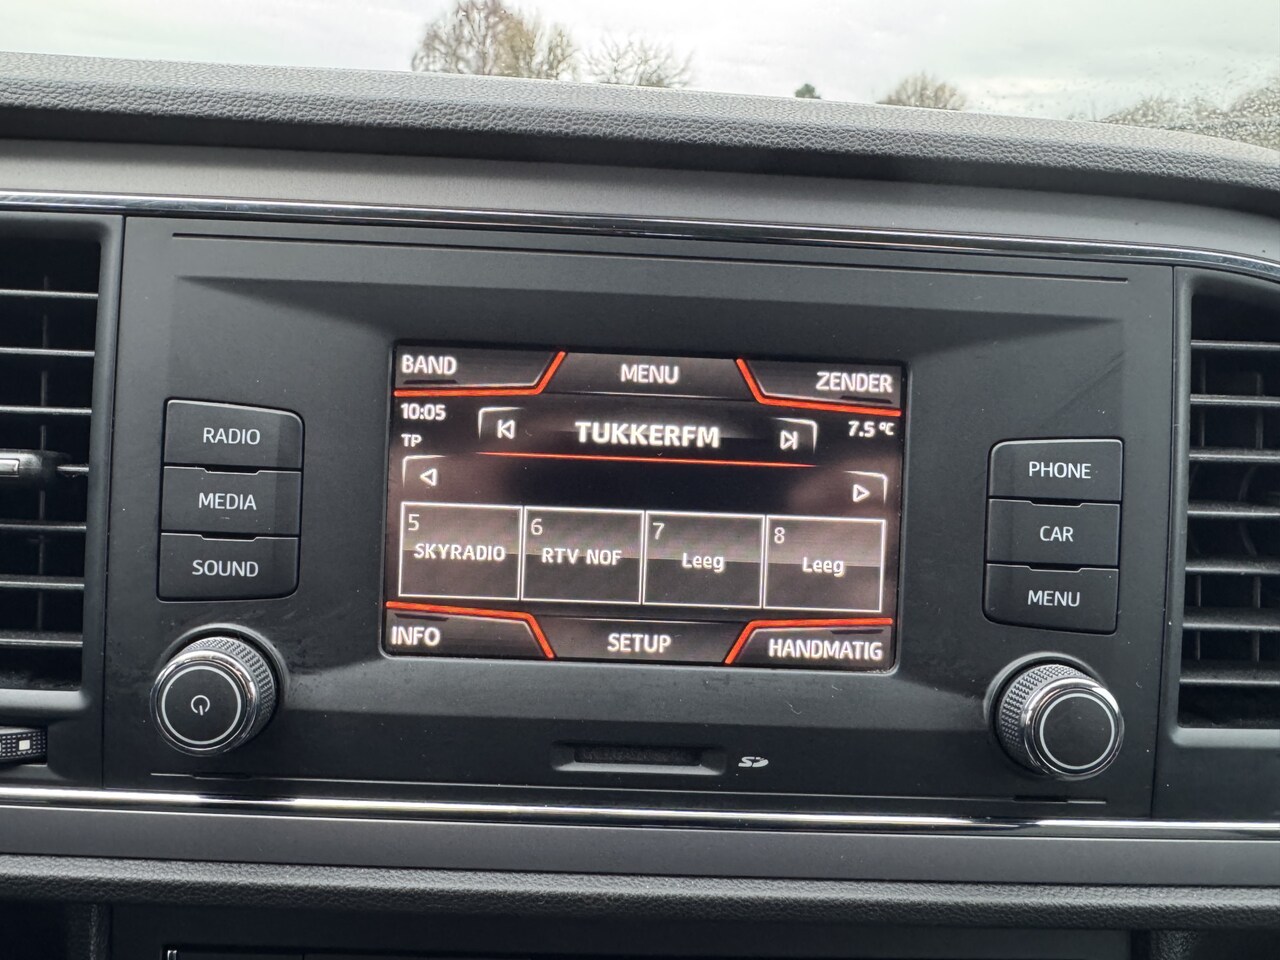 BAND MENU ZENDER
10:05 TUKKERFM 7.5 ºC
TP
5 6 7 8
SKYRADIO RTV NOF Leeg Leeg
INFO SETUP HANDMATIG
RADIO
MEDIA
SOUND
PHONE
CAR
MENU
SD